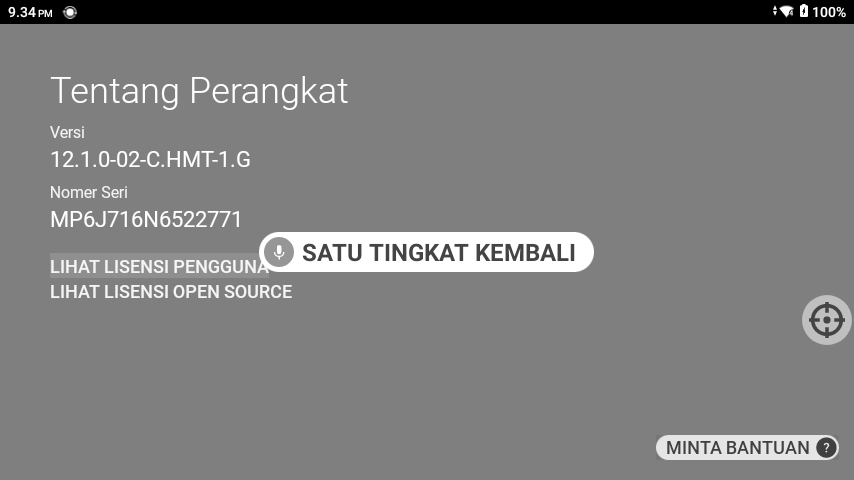 9.34 PM
100%
Tentang Perangkat
Versi
12.1.0-02-C.HMT-1.G
Nomer Seri
MP6J716N6522771
SATU TINGKAT KEMBALI
LIHAT LISENSI PENGGUNA
LIHAT LISENSI OPEN SOURCE
MINTA BANTUAN ?